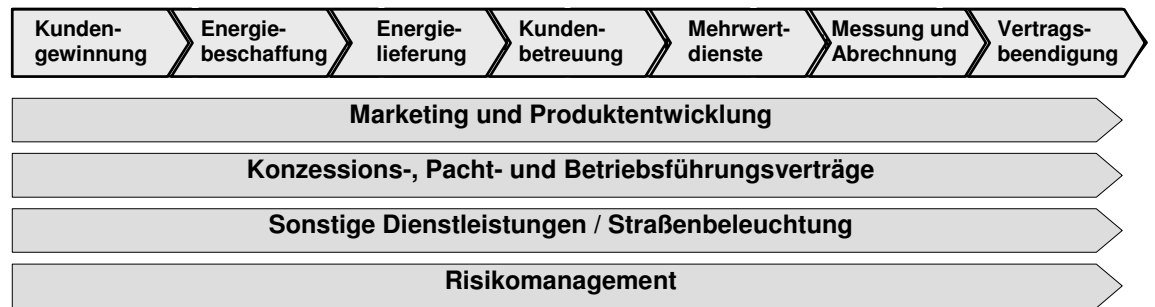 Kunden-
gewinnung
Energie-
beschaffung
Energie-
lieferung
Kunden-
betreuung
Mehrwert-
dienste
Messung und
Abrechnung
Vertrags-
beendigung
Marketing und Produktentwicklung
Konzessions-, Pacht- und Betriebsführungsverträge
Sonstige Dienstleistungen / Straßenbeleuchtung
Risikomanagement